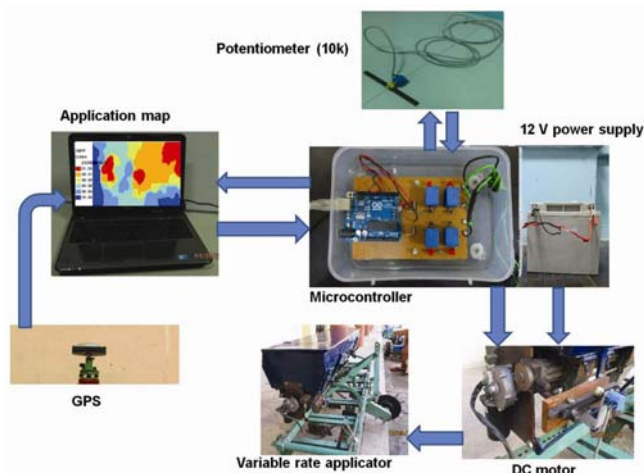 Potentiometer (10k)
Application map
12 V power supply
Microcontroller
GPS
Variable rate applicator
DC motor